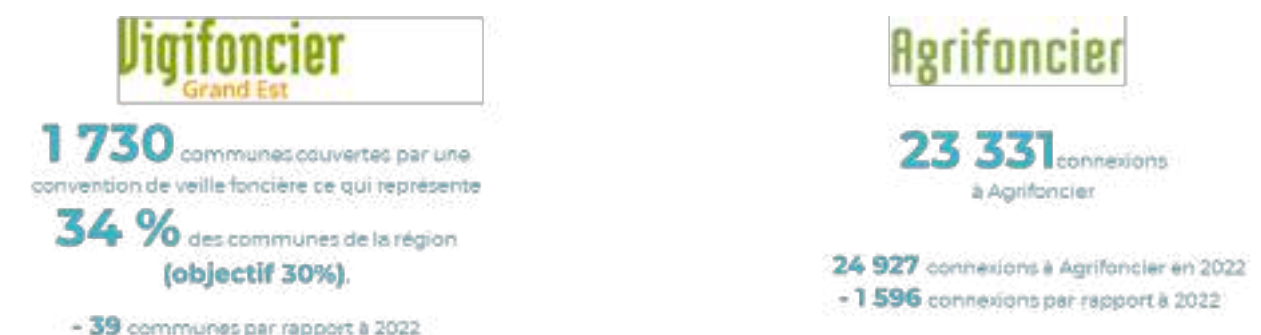 Vigifoncier
Grand Est
1 730 communes couvertes par une
convention de veille foncière ce qui représente
34 % des communes de la région
(objectif 30%).
- 39 communes par rapport à 2022
Agrifoncier
23 331 connexions
à Agrifoncier
24 927 connexions à Agrifoncier en 2022
- 1 596 connexions par rapport à 2022